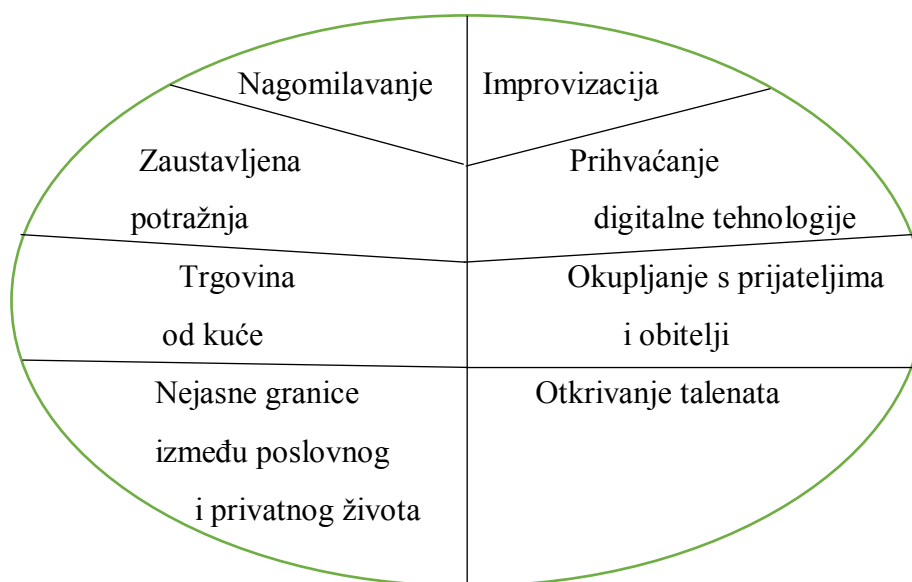 Nagomilavanje
Improvizacija
Zaustavljena
potražnja
Prihvaćanje
digitalne tehnologije
Trgovina
od kuće
Okupljanje s prijateljima
i obitelji
Nejasne granice
između poslovnog
i privatnog života
Otkrivanje talenata